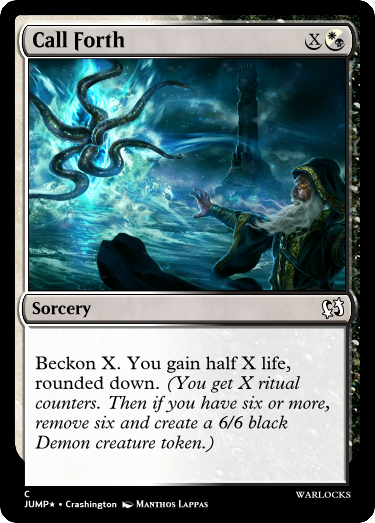 Call Forth X
Sorcery
Beckon X. You gain half X life,
rounded down. (You get X ritual
counters. Then if you have six or more,
remove six and create a 6/6 black
Demon creature token.)
C
JUMP★ • Crashington Manthos Lappas
WARLOCKS